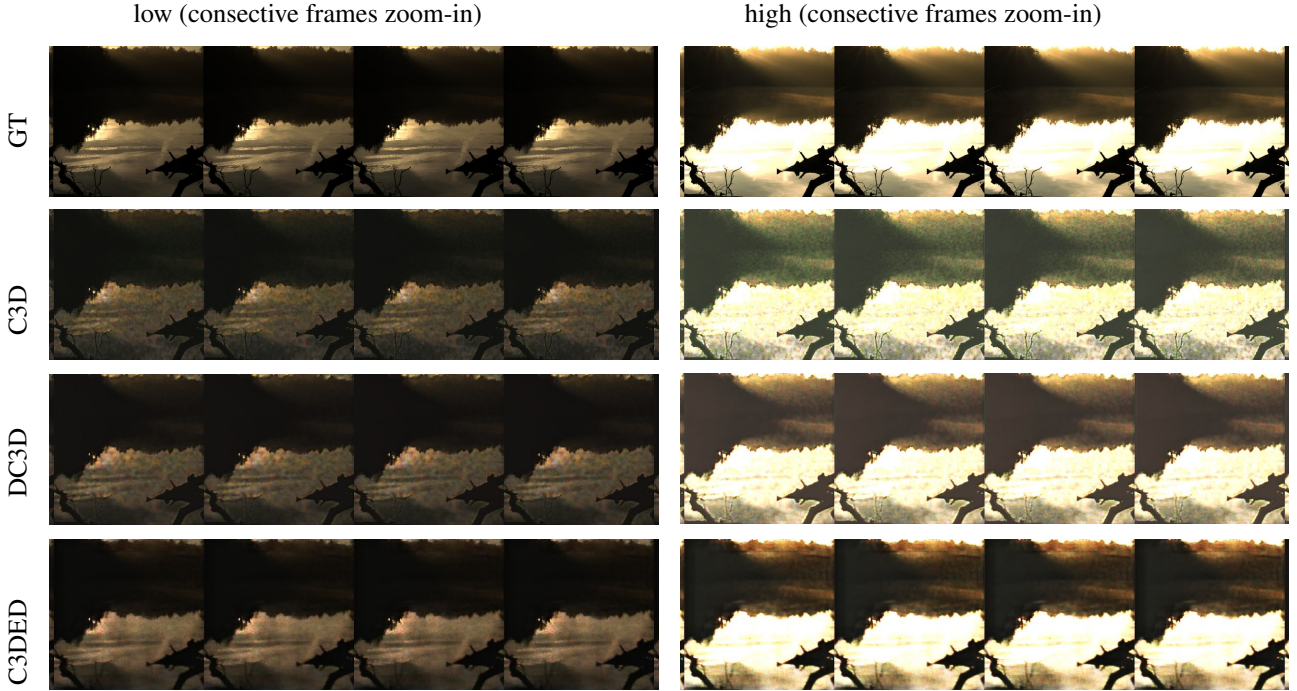 low (consective frames zoom-in)
high (consective frames zoom-in)
GT
C3D
DC3D
C3DED